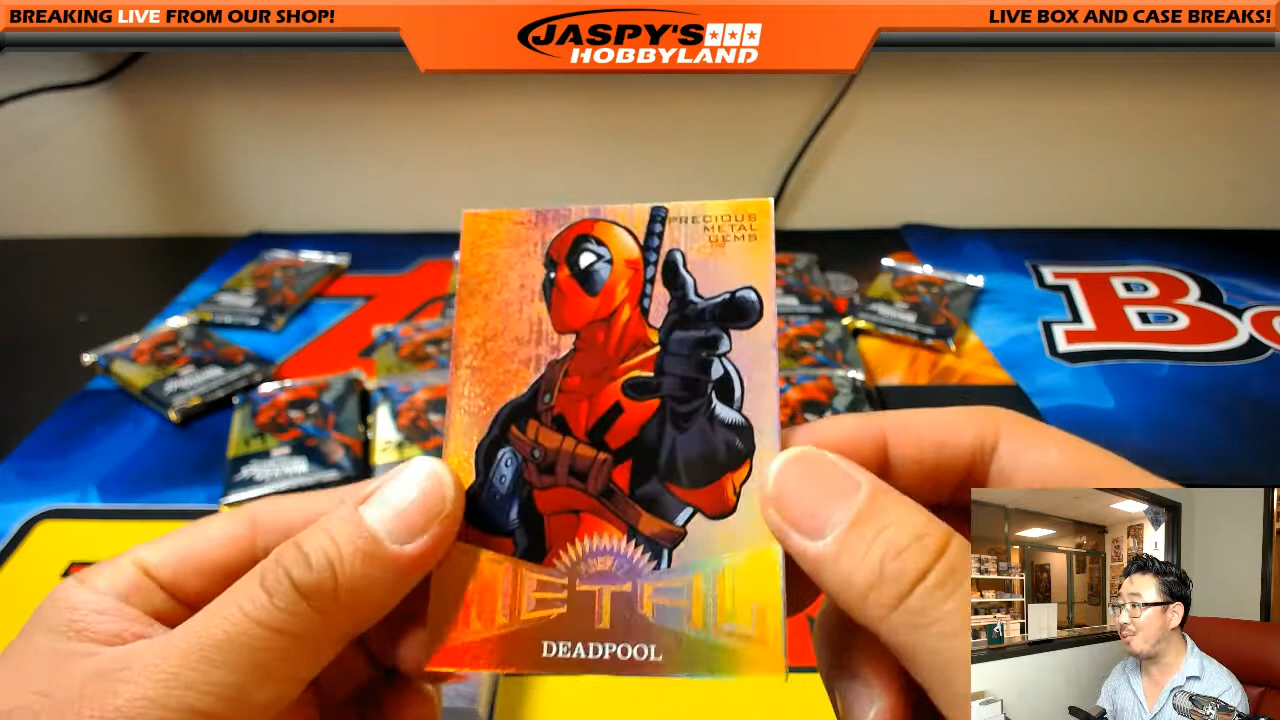 BREAKING LIVE FROM OUR SHOP!
JASPY'S
HOBBYLAND
LIVE BOX AND CASE BREAKS!
PRECIOUS
METAL
GEMS
B
METAL
DEADPOOL